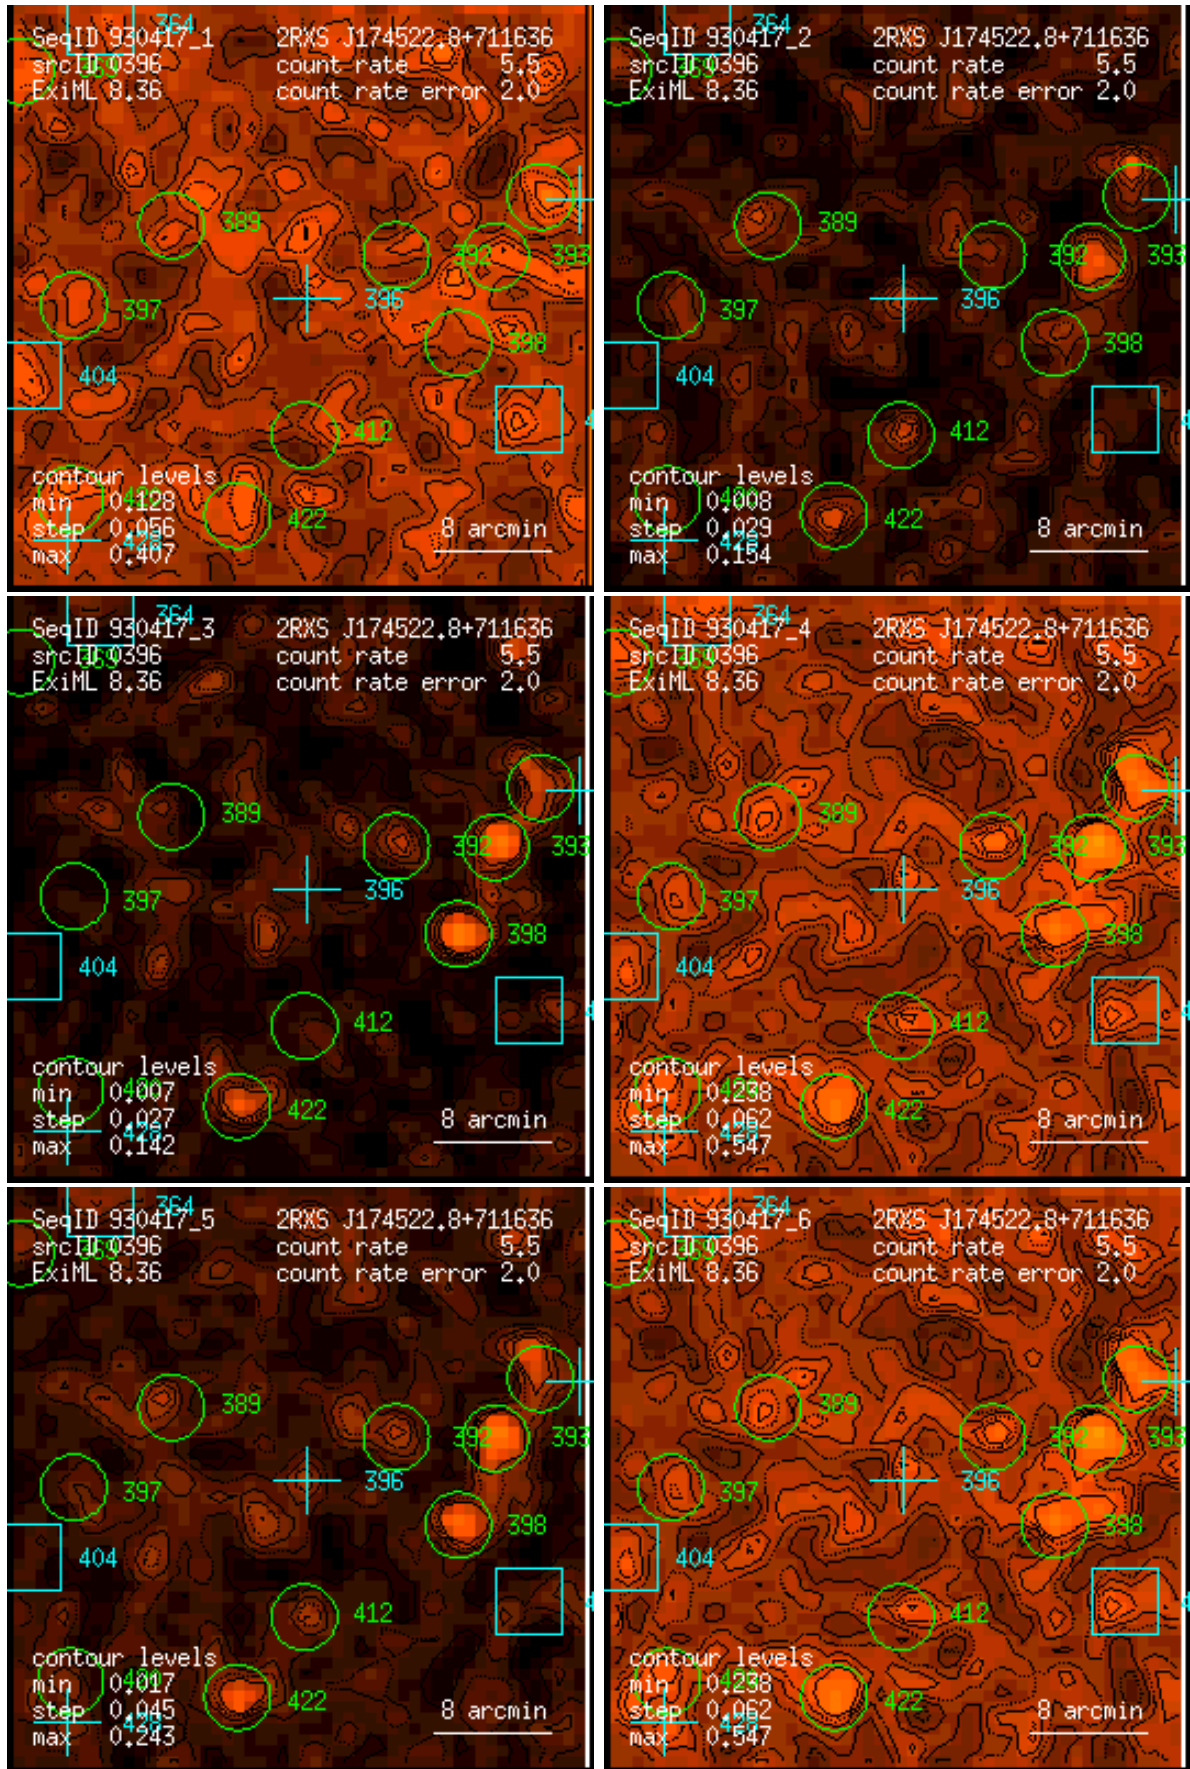 364
SeqID 930417_1 2RXS J174522.8+711636
srcID 0396 count rate 5.5
ExiML 8.36 count rate error 2.0
389
392 393
396
397
398
404
412
contour levels
min 0.128
step 0.056
max 0.407
422
8 arcmin
364
SeqID 930417_2 2RXS J174522.8+711636
srcID 0396 count rate 5.5
ExiML 8.36 count rate error 2.0
389
392 393
396
397
398
404
412
contour levels
min 0.008
step 0.029
max 0.154
422
8 arcmin
364
SeqID 930417_3 2RXS J174522.8+711636
srcID 0396 count rate 5.5
ExiML 8.36 count rate error 2.0
389
392 393
396
397
398
404
412
contour levels
min 0.007
step 0.027
max 0.142
422
8 arcmin
364
SeqID 930417_4 2RXS J174522.8+711636
srcID 0396 count rate 5.5
ExiML 8.36 count rate error 2.0
389
392 393
396
397
398
404
412
contour levels
min 0.238
step 0.062
max 0.547
422
8 arcmin
364
SeqID 930417_5 2RXS J174522.8+711636
srcID 0396 count rate 5.5
ExiML 8.36 count rate error 2.0
389
392 393
396
397
398
404
412
contour levels
min 0.017
step 0.045
max 0.243
422
8 arcmin
364
SeqID 930417_6 2RXS J174522.8+711636
srcID 0396 count rate 5.5
ExiML 8.36 count rate error 2.0
389
392 393
396
397
398
404
412
contour levels
min 0.238
step 0.062
max 0.547
422
8 arcmin